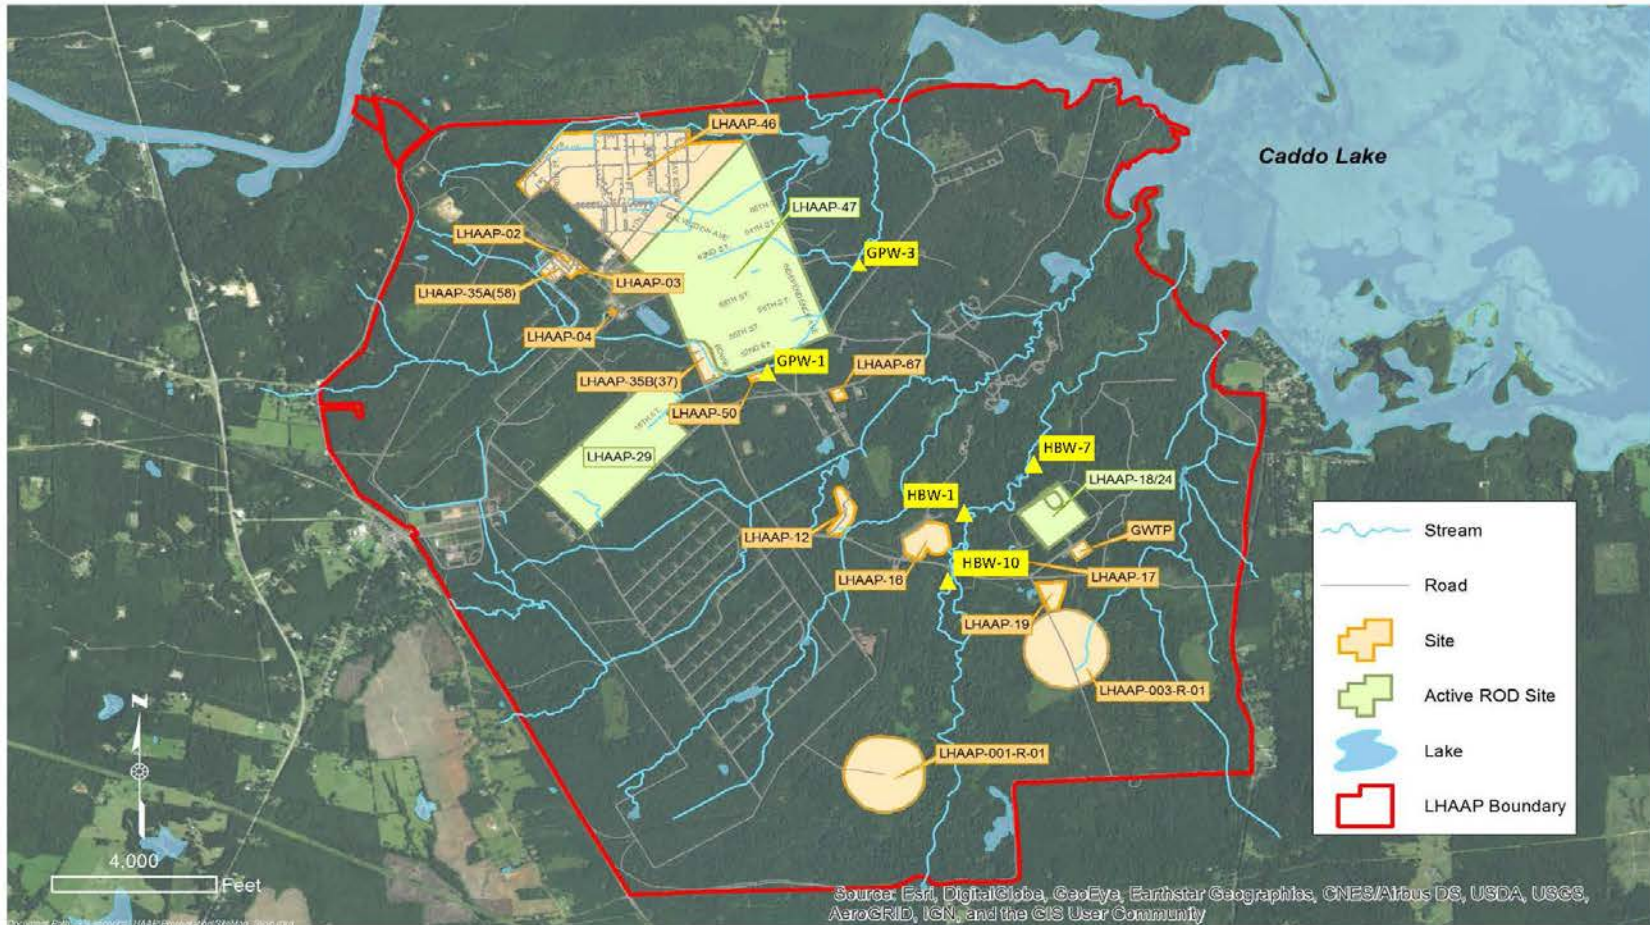 LHAAP-46
Caddo Lake
LHAAP-47
LHAAP-02
GPW-3
LHAAP-03
LHAAP-35A(58)
LHAAP-04
GPW-1
LHAAP-67
LHAAP-35B(37)
LHAAP-50
HBW-7
LHAAP-29
LHAAP-18/24
HBW-1
GWTP
LHAAP-12
HBW-10
LHAAP-16
LHAAP-17
LHAAP-19
LHAAP-003-R-01
LHAAP-001-R-01
Stream
Road
Site
Active ROD Site
Lake
LHAAP Boundary
N
4,000
Feet
Source: Esri, DigitalGlobe, GeoEye, Earthstar Geographics, CNES/Airbus DS, USDA, USGS,
AeroGRID, IGN, and the GIS User Community